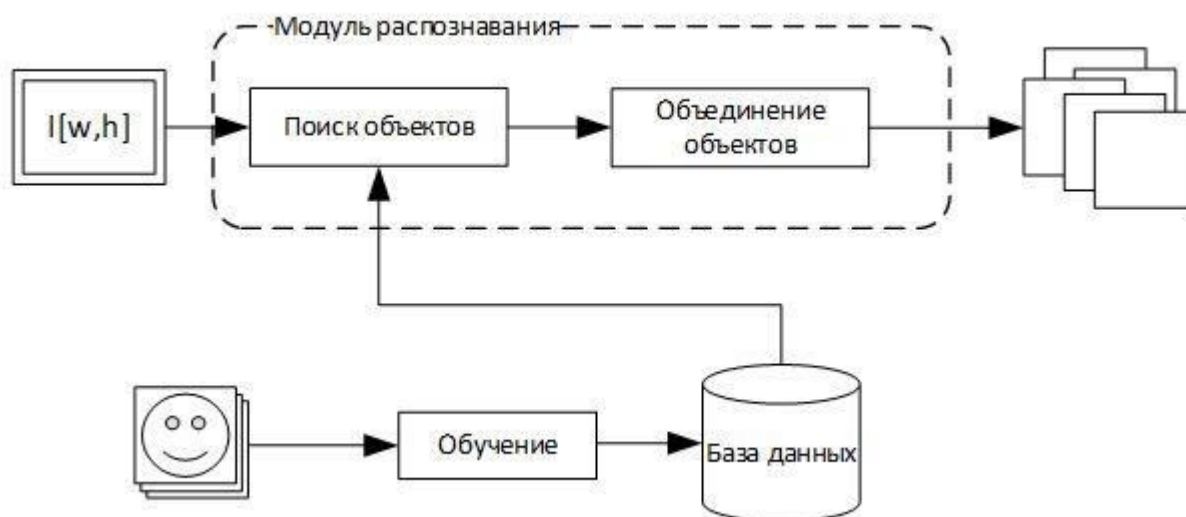 Модуль распознавания
I[w,h]
Поиск объектов
Объединение
объектов
Обучение
База данных